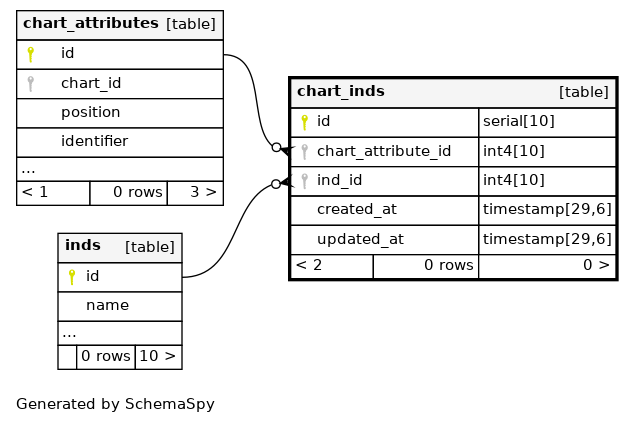 chart_attributes [table]
id
chart_id
position
identifier
...
< 1 0 rows 3 >
chart_inds [table]
id serial[10]
chart_attribute_id int4[10]
ind_id int4[10]
created_at timestamp[29,6]
updated_at timestamp[29,6]
< 2 0 rows 0 >
inds [table]
id
name
...
0 rows 10 >
Generated by SchemaSpy